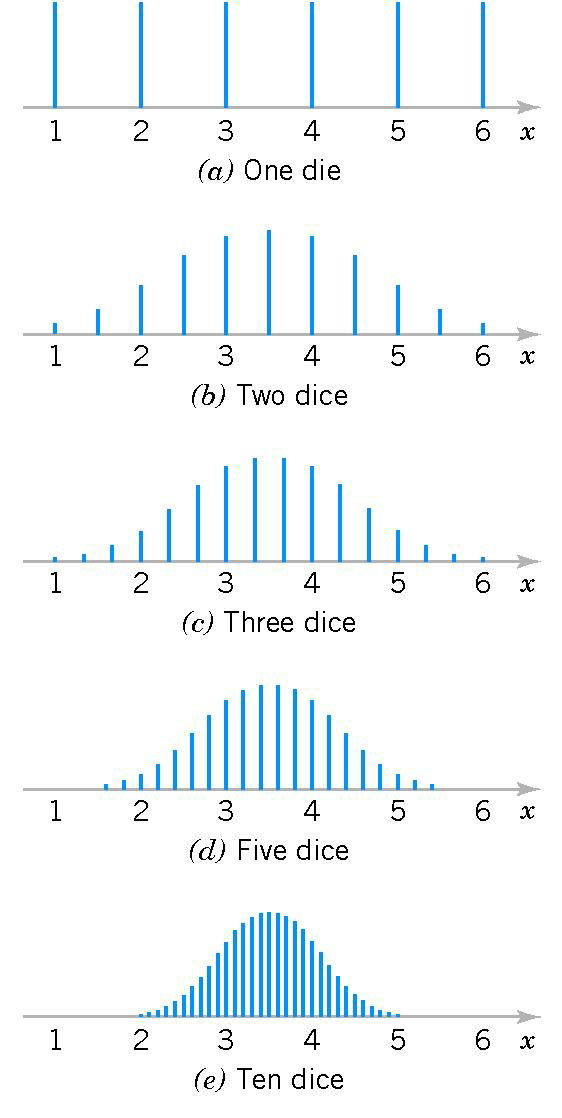 1 2 3 4 5 6 x
(a) One die
1 2 3 4 5 6 x
(b) Two dice
1 2 3 4 5 6 x
(c) Three dice
1 2 3 4 5 6 x
(d) Five dice
1 2 3 4 5 6 x
(e) Ten dice